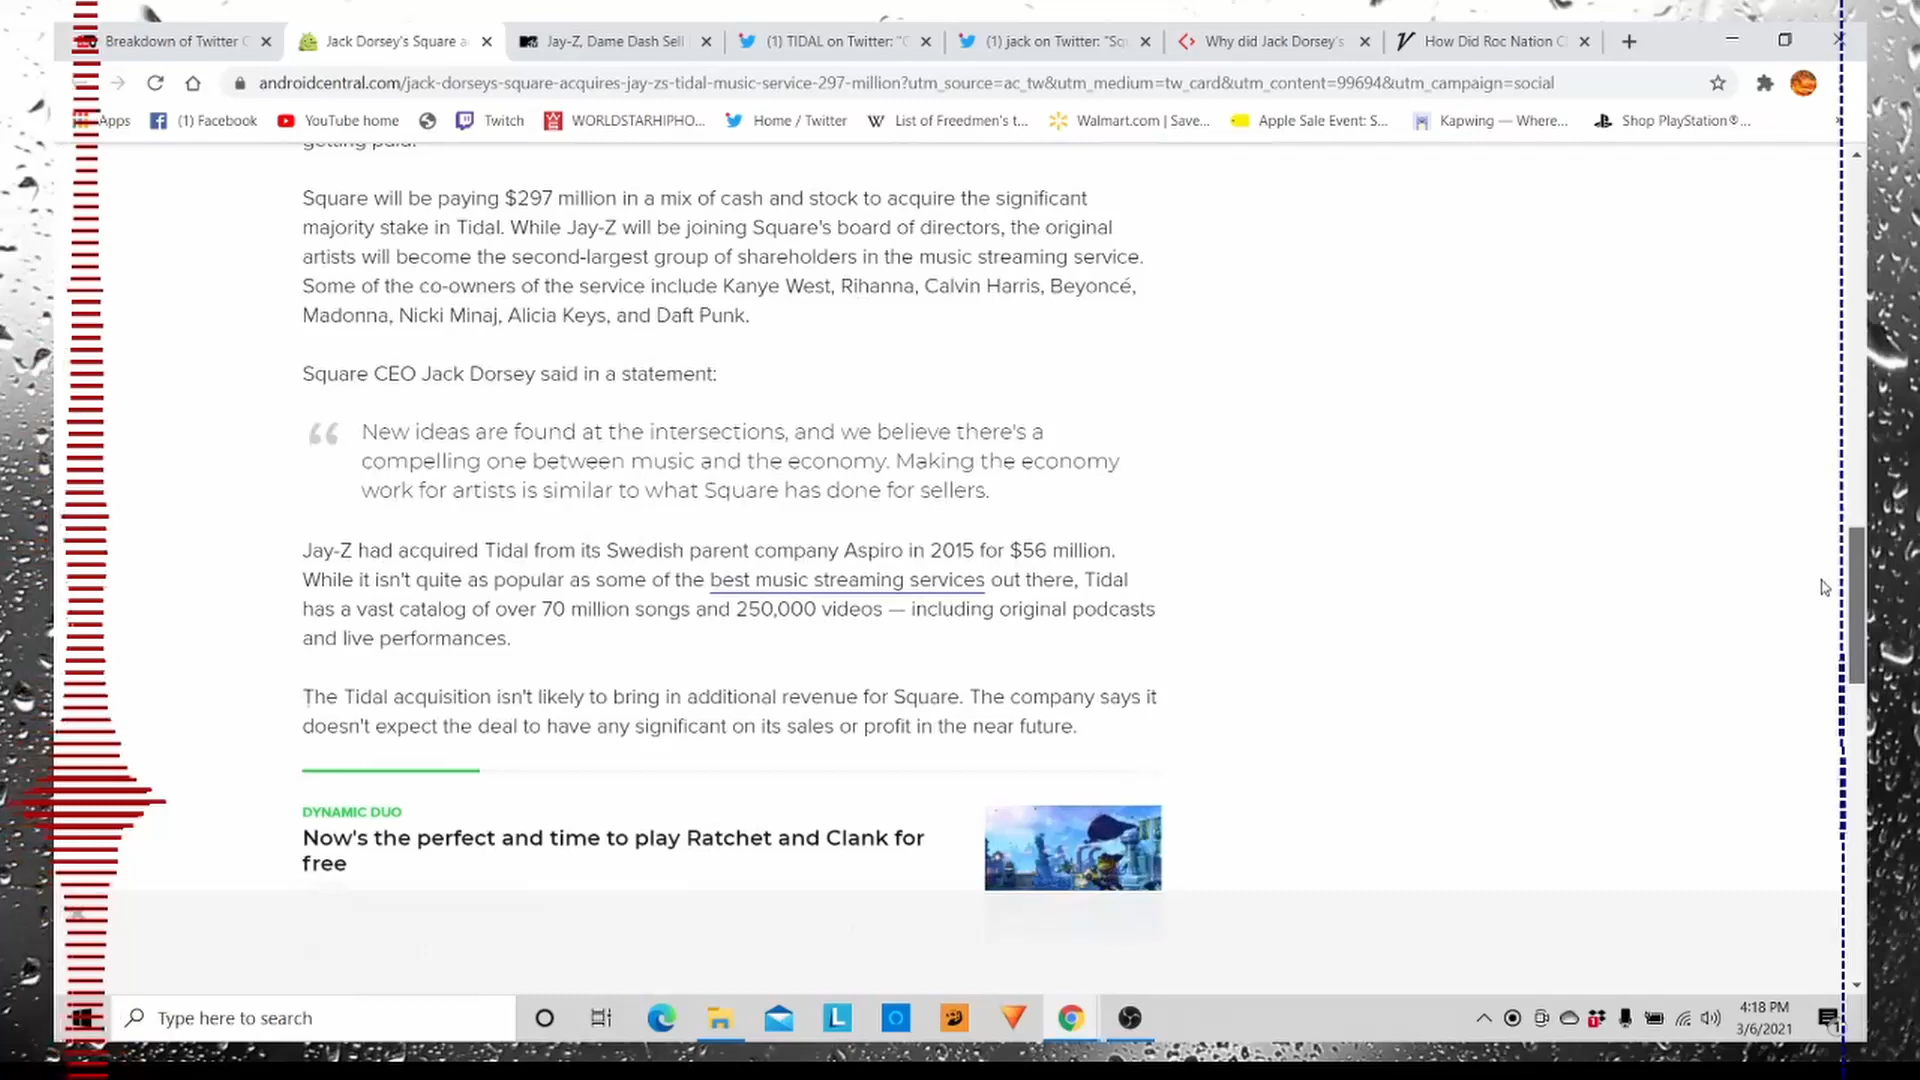 Breakdown of Twitter C
Jack Dorsey's Square a
Jay-Z, Dame Dash Sell
(1) TIDAL on Twitter: "C
(1) jack on Twitter: "Sq
Why did Jack Dorsey's
How Did Roc Nation C
androidcentral.com/jack-dorseys-square-acquires-jay-zs-tidal-music-service-297-million?utm_source=ac_tw&utm_medium=tw_card&utm_content=99694&utm_campaign=social
Apps
(1) Facebook
YouTube home
Twitch
WORLDSTARHIPHO...
Home / Twitter
List of Freedmen's t...
Walmart.com | Save...
Apple Sale Event: S...
Kapwing — Where...
Shop PlayStation®...
getting paid.
Square will be paying $297 million in a mix of cash and stock to acquire the significant
majority stake in Tidal. While Jay-Z will be joining Square's board of directors, the original
artists will become the second-largest group of shareholders in the music streaming service.
Some of the co-owners of the service include Kanye West, Rihanna, Calvin Harris, Beyoncé,
Madonna, Nicki Minaj, Alicia Keys, and Daft Punk.
Square CEO Jack Dorsey said in a statement:
“ New ideas are found at the intersections, and we believe there's a
compelling one between music and the economy. Making the economy
work for artists is similar to what Square has done for sellers.
Jay-Z had acquired Tidal from its Swedish parent company Aspiro in 2015 for $56 million.
While it isn't quite as popular as some of the best music streaming services out there, Tidal
has a vast catalog of over 70 million songs and 250,000 videos — including original podcasts
and live performances.
The Tidal acquisition isn't likely to bring in additional revenue for Square. The company says it
doesn't expect the deal to have any significant on its sales or profit in the near future.
DYNAMIC DUO
Now's the perfect and time to play Ratchet and Clank for
free
Type here to search
4:18 PM
3/6/2021